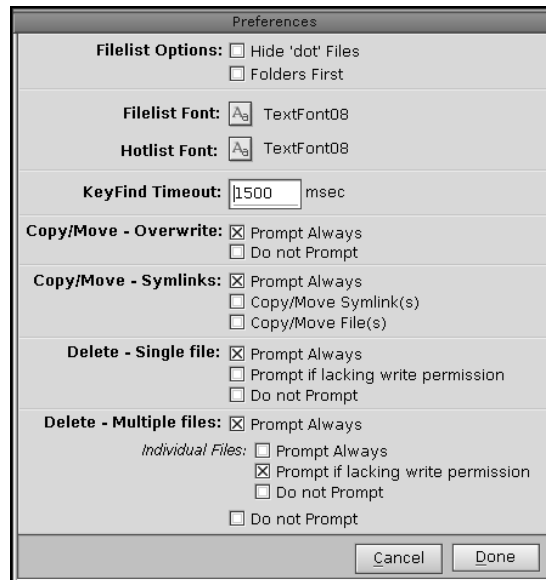 Preferences
Filelist Options: Hide 'dot' Files
Folders First
Filelist Font: Aa TextFont08
Hotlist Font: Aa TextFont08
KeyFind Timeout: 1500 msec
Copy/Move - Overwrite: Prompt Always
Do not Prompt
Copy/Move - Symlinks: Prompt Always
Copy/Move Symlink(s)
Copy/Move File(s)
Delete - Single file: Prompt Always
Prompt if lacking write permission
Do not Prompt
Delete - Multiple files: Prompt Always
Individual Files: Prompt Always
Prompt if lacking write permission
Do not Prompt
Do not Prompt
Cancel Done